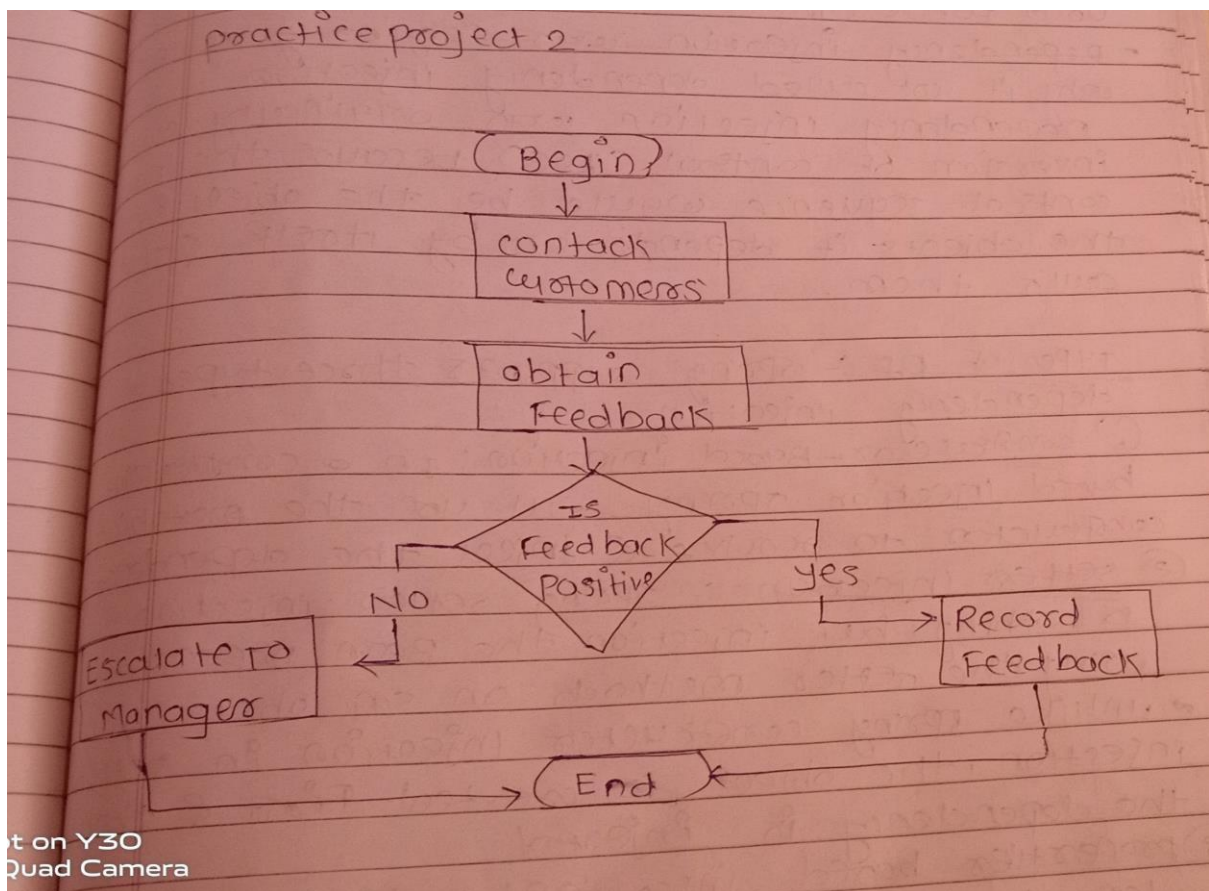 practice project 2
Begin
contack
customers
obtain
Feedback
IS
Feedback
Positive
NO
yes
Escalate TO
Manager
Record
Feedback
End
ot on Y30
Quad Camera